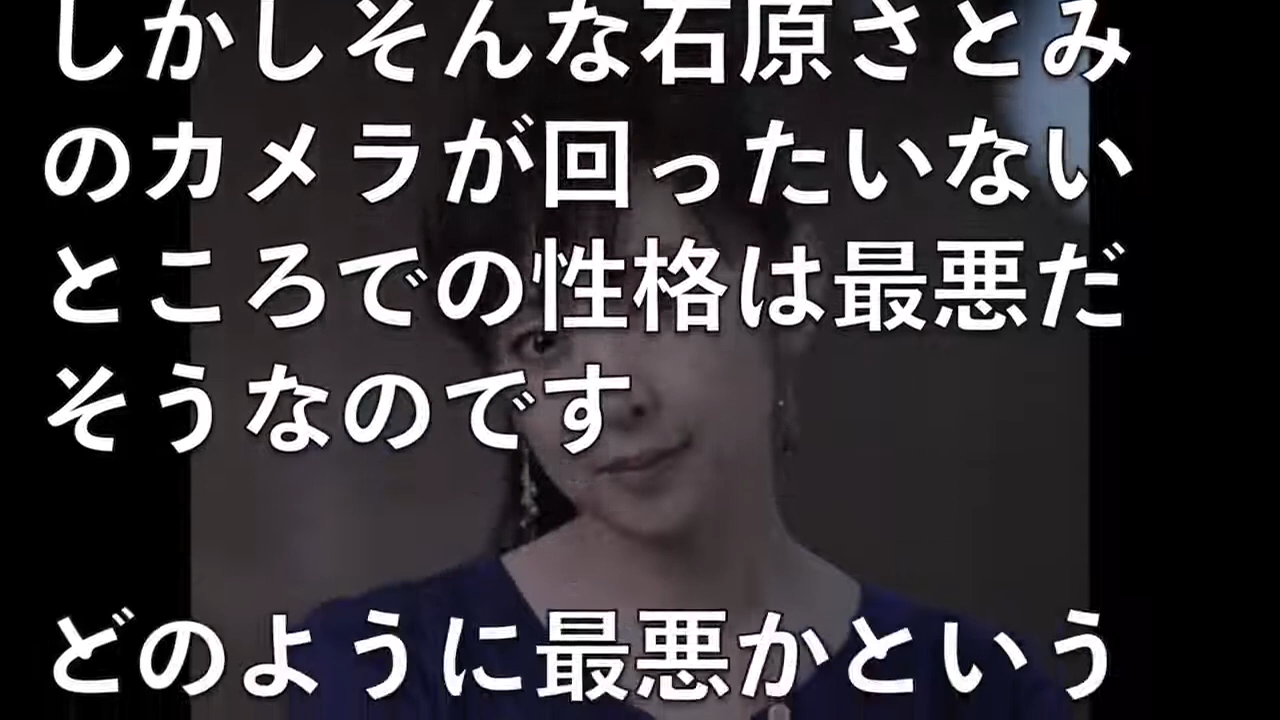 しかしそんな石原さとみ
のカメラが回ったいない
ところでの性格は最悪だ
そうなのです
どのように最悪かという